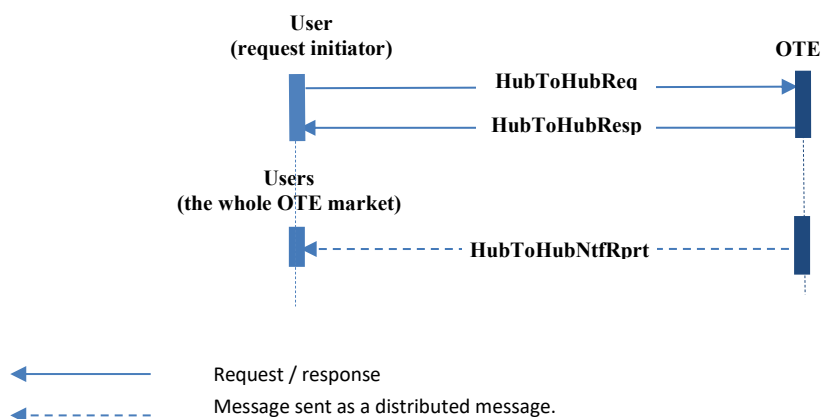 User
(request initiator)
OTE
HubToHubReq
HubToHubResp
Users
(the whole OTE market)
HubToHubNtfRprt
Request / response
Message sent as a distributed message.